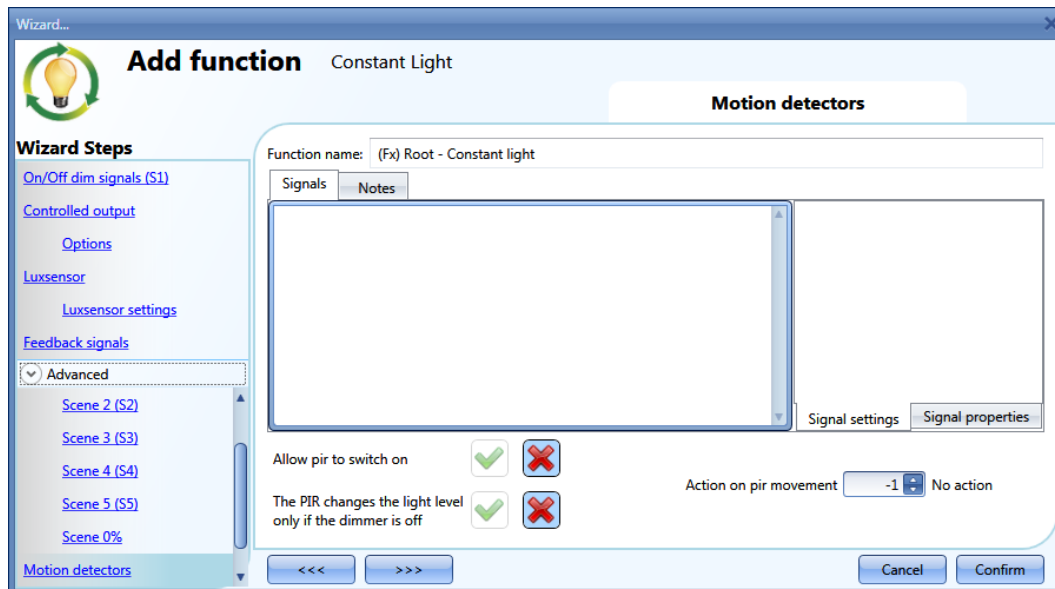 Wizard...
Add function Constant Light
Motion detectors
Wizard Steps
On/Off dim signals (S1)
Controlled output
Options
Luxsensor
Luxsensor settings
Feedback signals
Advanced
Scene 2 (S2)
Scene 3 (S3)
Scene 4 (S4)
Scene 5 (S5)
Scene 0%
Motion detectors
Function name: (Fx) Root - Constant light
Signals Notes
Signal settings Signal properties
Allow pir to switch on
The PIR changes the light level
only if the dimmer is off
Action on pir movement -1 No action
<<< >>> Cancel Confirm